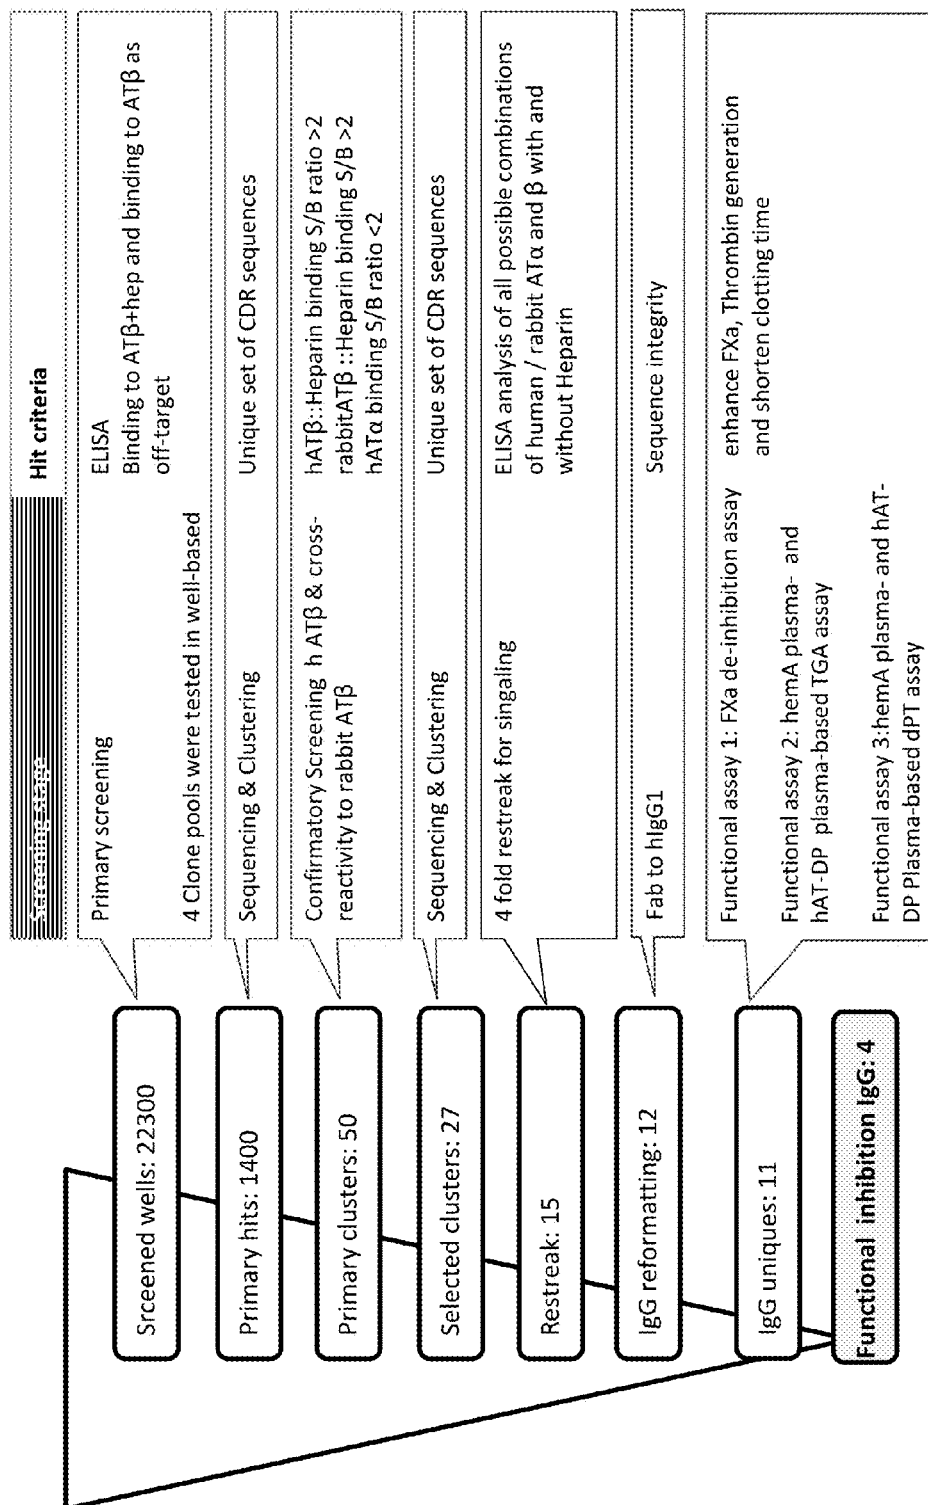 Hit criteria
Srceened wells: 22300
Primary screening
4 Clone pools were tested in well-based
ELISA
Binding to ATβ+hep and binding to ATβ as
off-target
Primary hits: 1400
Sequencing & Clustering
Unique set of CDR sequences
Primary clusters: 50
Confirmatory Screening h ATβ & cross-
reactivity to rabbit ATβ
hATβ::Heparin binding S/B ratio >2
rabbitATβ ::Heparin binding S/B >2
hATα binding S/B ratio <2
Selected clusters: 27
Sequencing & Clustering
Unique set of CDR sequences
Restreak: 15
4 fold restreak for singaling
ELISA analysis of all possible combinations
of human / rabbit ATα and β with and
without Heparin
IgG reformatting: 12
Fab to hIgG1
Sequence integrity
IgG uniques: 11
Functional assay 1: FXa de-inhibition assay
Functional assay 2: hemA plasma- and
hAT-DP plasma-based TGA assay
Functional assay 3:hemA plasma- and hAT-
DP Plasma-based dPT assay
enhance FXa, Thrombin generation
and shorten clotting time
Functional inhibition IgG: 4